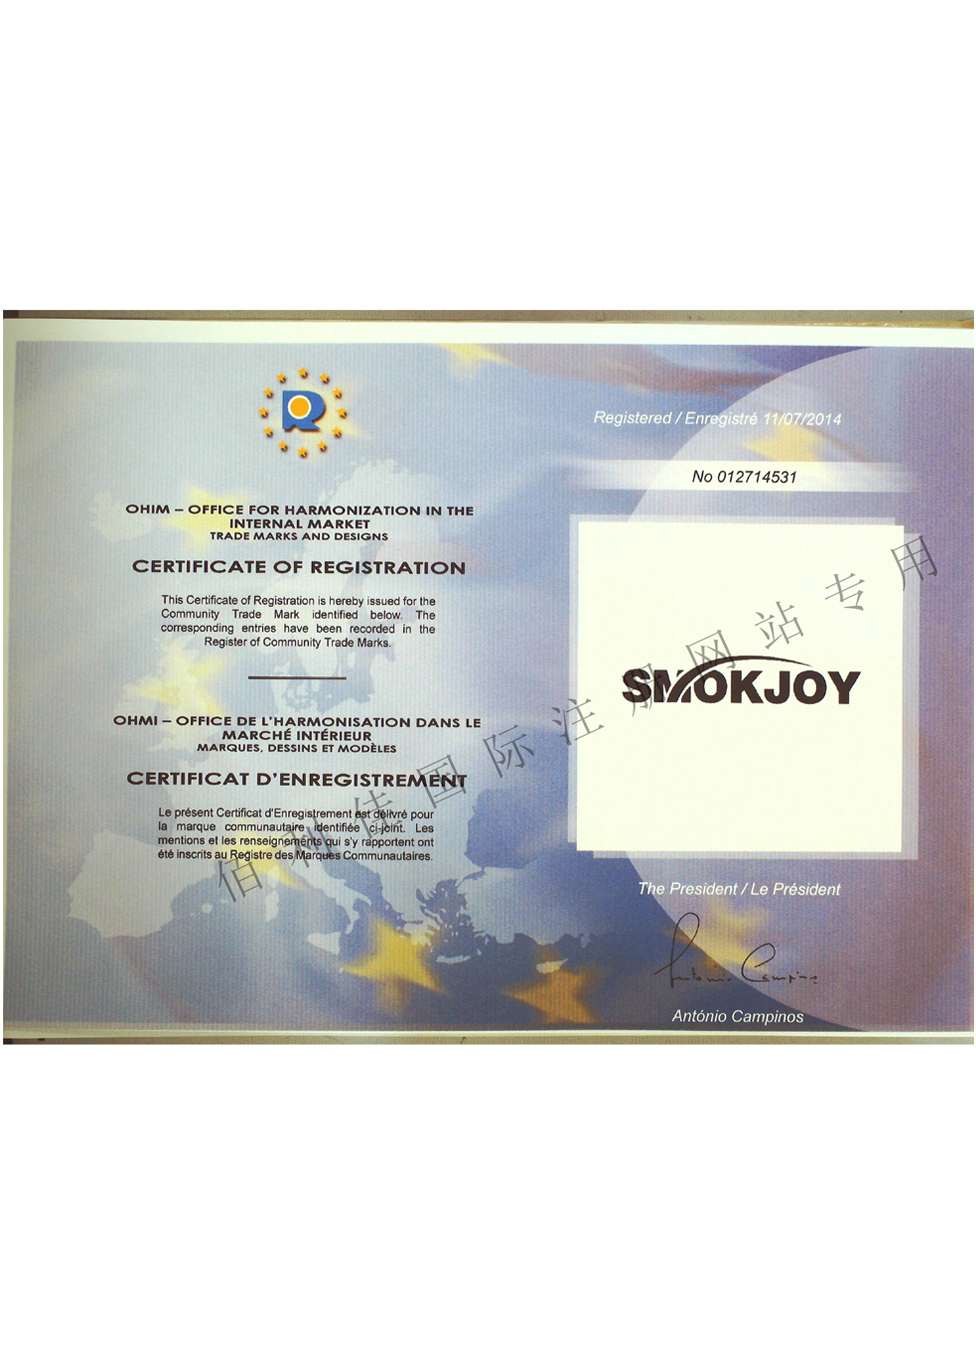 OHIM – OFFICE FOR HARMONIZATION IN THE
INTERNAL MARKET
TRADE MARKS AND DESIGNS
CERTIFICATE OF REGISTRATION
This Certificate of Registration is hereby issued for the
Community Trade Mark identified below. The
corresponding entries have been recorded in the
Register of Community Trade Marks.
OHMI – OFFICE DE L'HARMONISATION DANS LE
MARCHÉ INTÉRIEUR
MARQUES, DESSINS ET MODÈLES
CERTIFICAT D'ENREGISTREMENT
Le présent Certificat d'Enregistrement est délivré pour
la marque communautaire identifiée ci-joint. Les
mentions et les renseignements qui s'y rapportent ont
été inscrits au Registre des Marques Communautaires.
Registered / Enregistré 11/07/2014
No 012714531
SMOKJOY
The President / Le Président
António Campinos
António Campinos
佰利佳国际注册网站专用